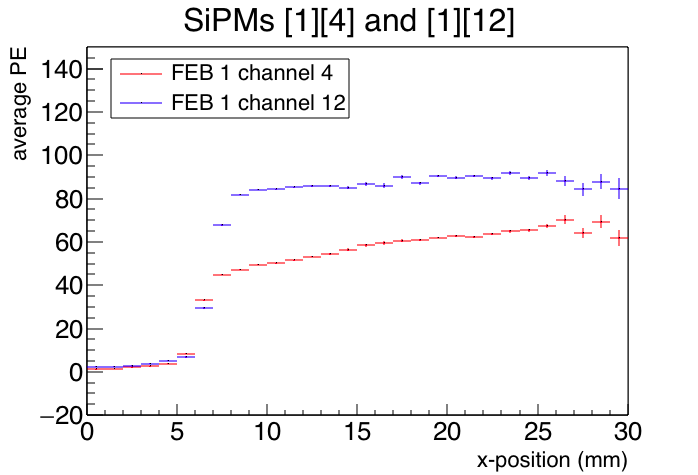 SiPMs [1][4] and [1][12]
average PE
140
120
100
80
60
40
20
0
−20
FEB 1 channel 4
FEB 1 channel 12
0 5 10 15 20 25 30
x-position (mm)